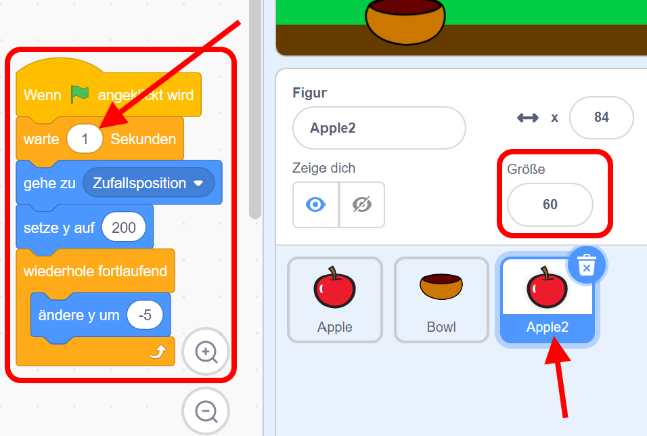 Wenn angeklickt wird
warte 1 Sekunden
gehe zu Zufallsposition
setze y auf 200
wiederhole fortlaufend
ändere y um -5
Figur
Apple2
x 84
Zeige dich
Größe
60
Apple
Bowl
Apple2